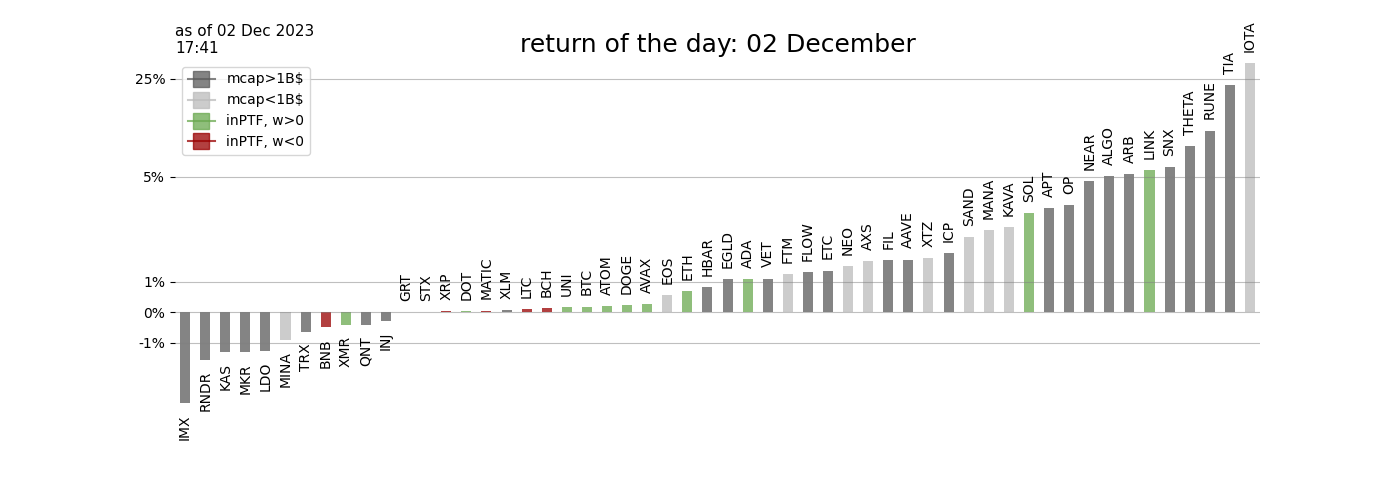 as of 02 Dec 2023
17:41
return of the day: 02 December
mcap>1B$
mcap<1B$
inPTF, w>0
inPTF, w<0
25%
5%
1%
0%
-1%
IMX
RNDR
KAS
MKR
LDO
MINA
TRX
BNB
XMR
QNT
INJ
GRT
STX
XRP
DOT
MATIC
XLM
LTC
BCH
UNI
BTC
ATOM
DOGE
AVAX
EOS
ETH
HBAR
EGLD
ADA
VET
FTM
FLOW
ETC
NEO
AXS
FIL
AAVE
XTZ
ICP
SAND
MANA
KAVA
SOL
APT
OP
NEAR
ALGO
ARB
LINK
SNX
THETA
RUNE
TIA
IOTA